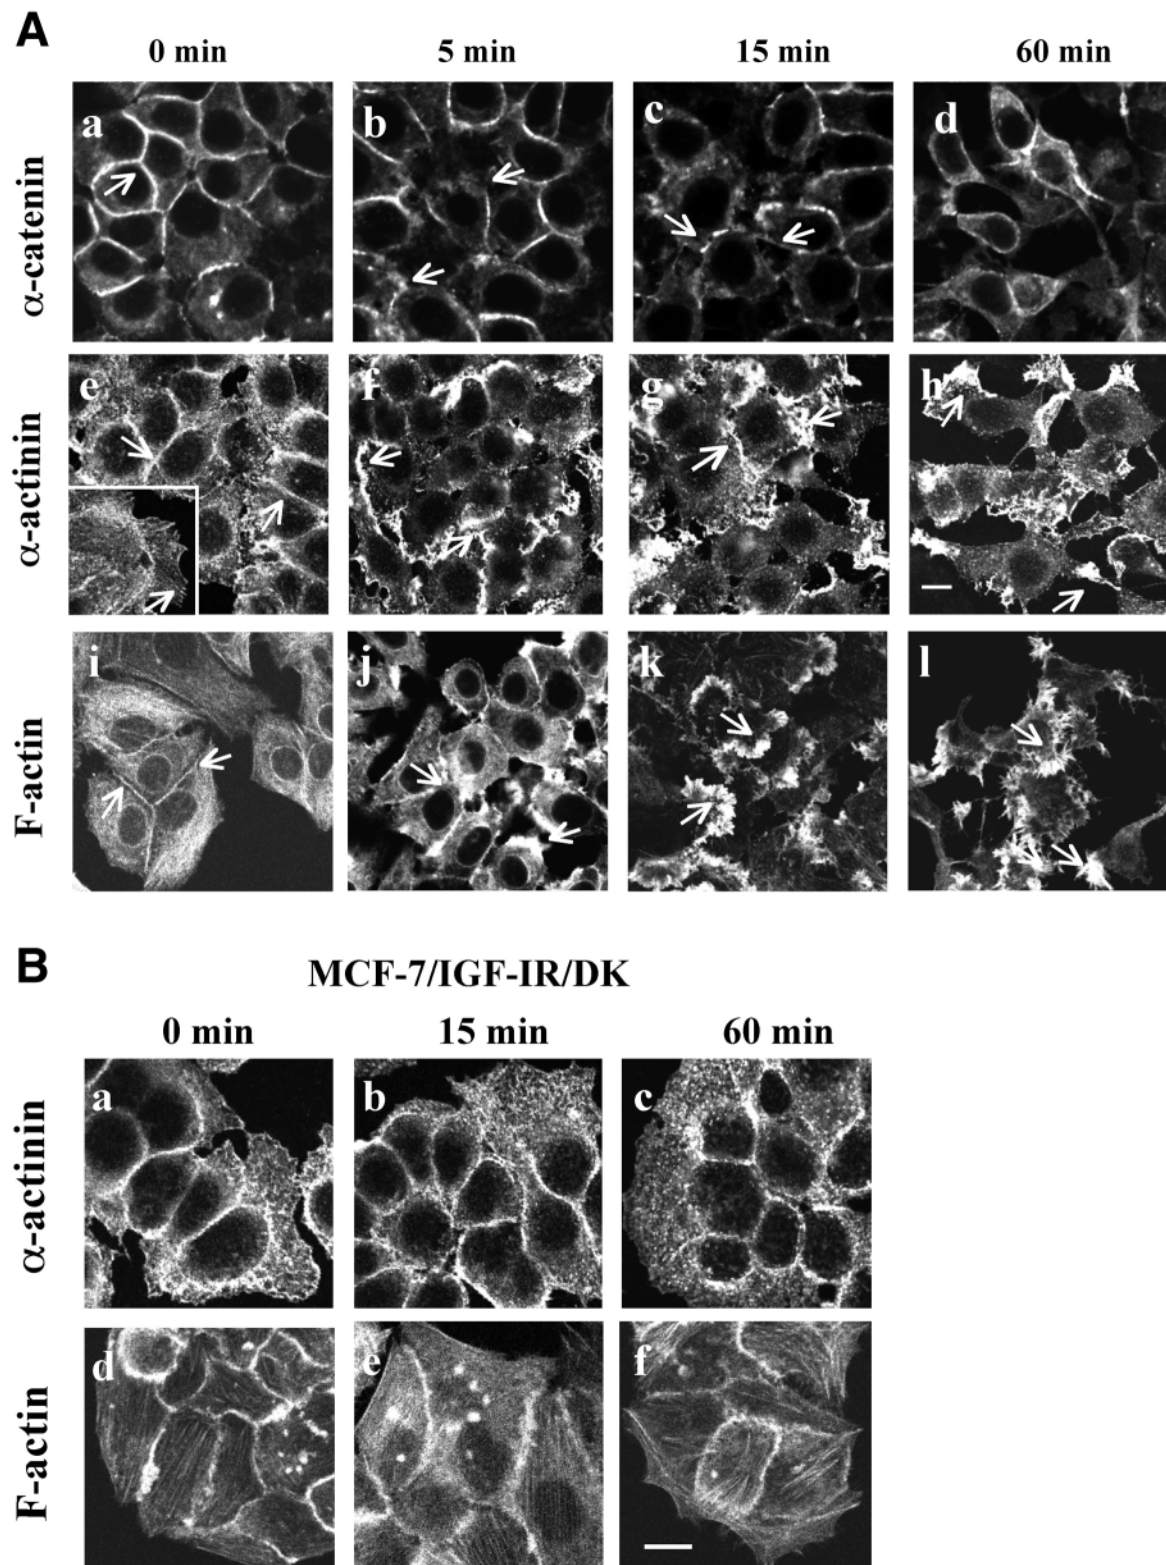 A
0 min 5 min 15 min 60 min
α-catenin
a b c d
α-actinin
e f g h
F-actin
i j k l
B
MCF-7/IGF-IR/DK
0 min 15 min 60 min
α-actinin
a b c
F-actin
d e f